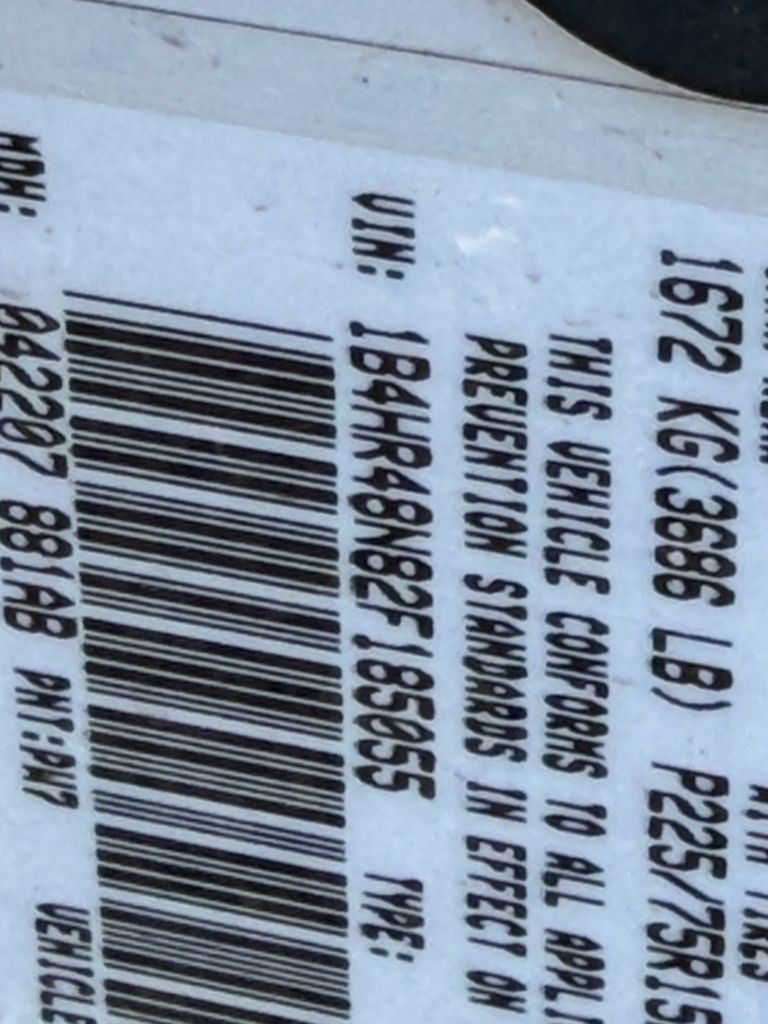 1672 KG(3686 LB) P225/75R15
THIS VEHICLE CONFORMS TO ALL APPLI
PREVENTION STANDARDS IN EFFECT ON
VIN: 1B4HR48N82F185055 TYPE:
MDH: 042207 881AB PNT:PW7 VEHICLE